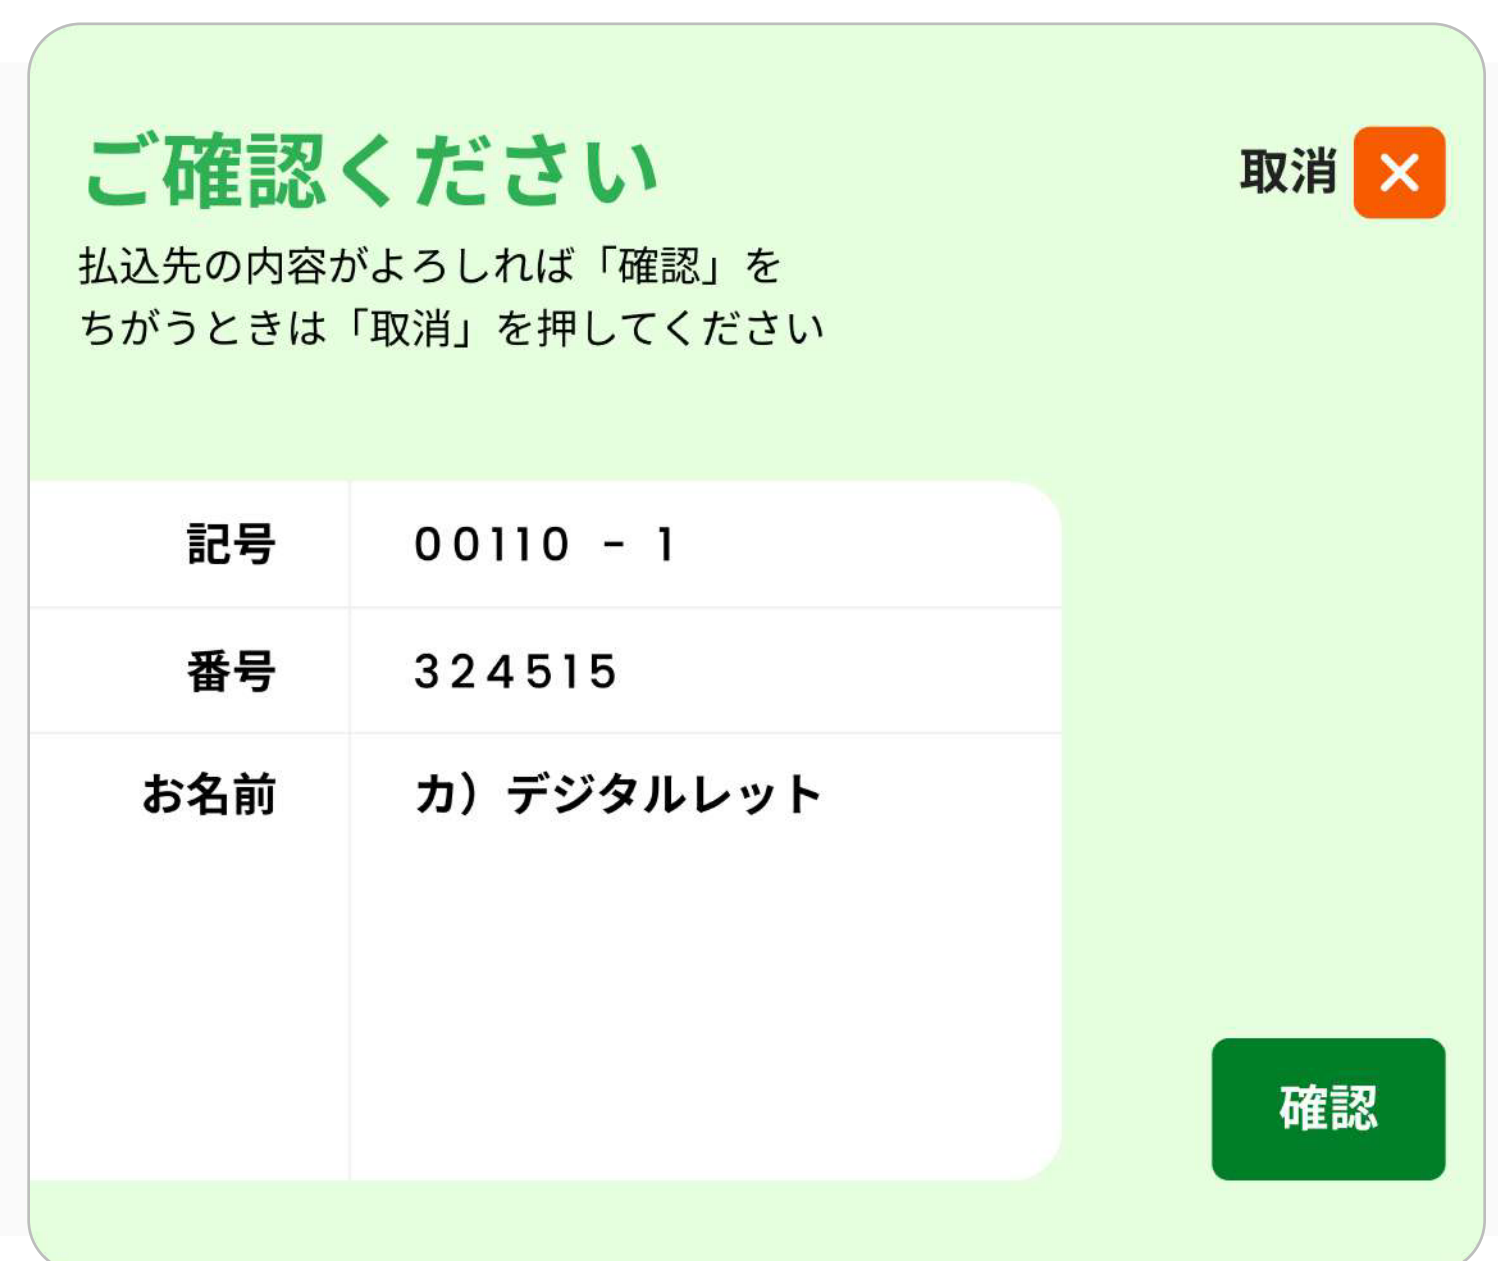 ご確認ください
取消
払込先の内容がよろしれば「確認」を
ちがうときは「取消」を押してください
記号 00110 - 1
番号 324515
お名前 カ）デジタルレット
確認